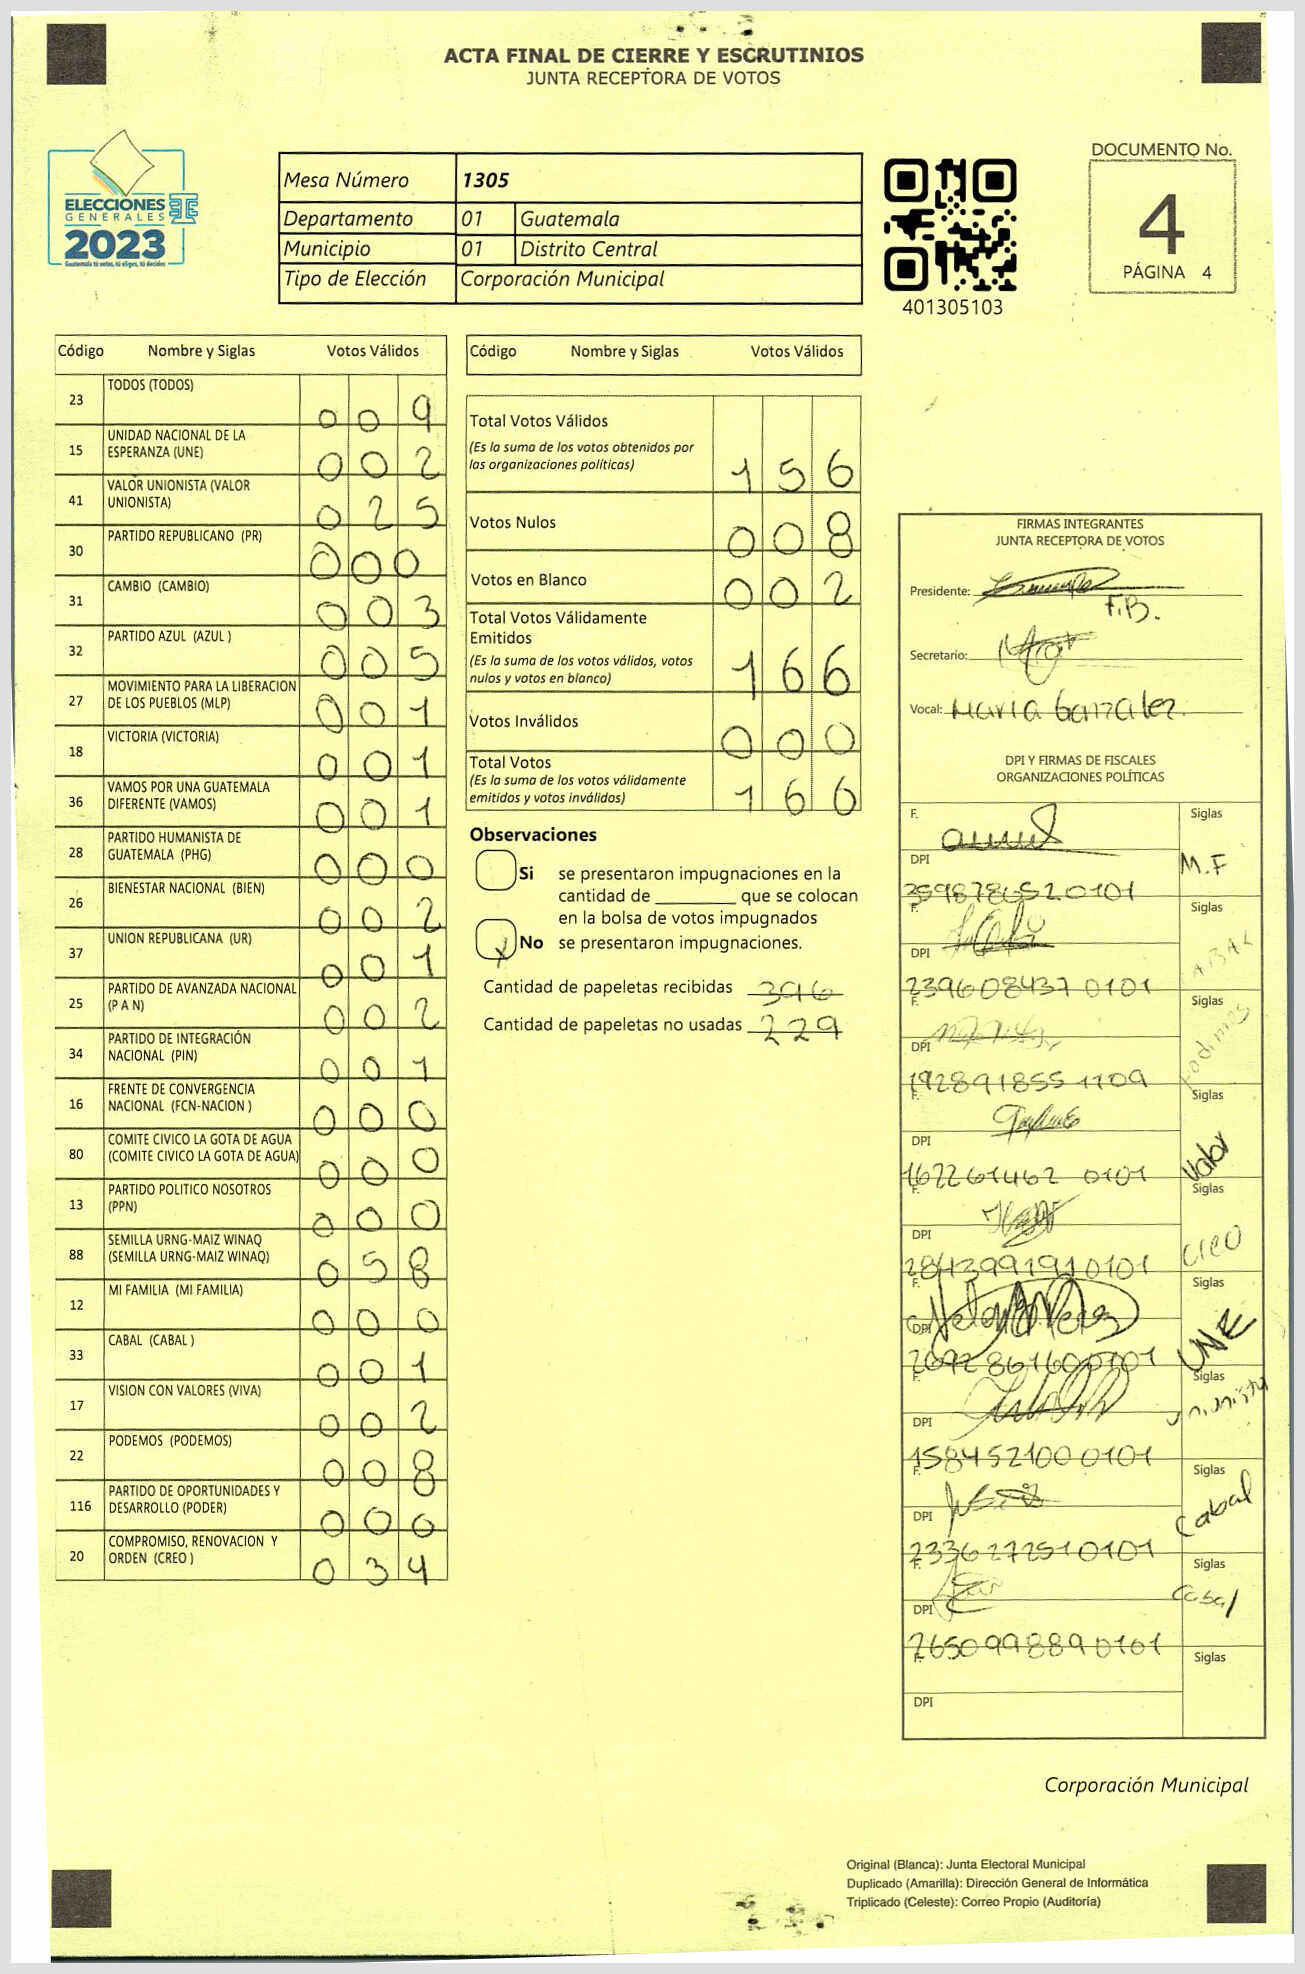 ACTA FINAL DE CIERRE Y ESCRUTINIOS
JUNTA RECEPTORA DE VOTOS
ELECCIONES
GENERALES
2023
Guatemala tú votas, tú eliges, tú decides
Mesa Número 1305
Departamento 01 Guatemala
Municipio 01 Distrito Central
Tipo de Elección Corporación Municipal
401305103
DOCUMENTO No.
4
PÁGINA 4
Código Nombre y Siglas Votos Válidos
23 TODOS (TODOS) 0 0 9
15 UNIDAD NACIONAL DE LA
ESPERANZA (UNE) 0 0 2
41 VALOR UNIONISTA (VALOR
UNIONISTA) 0 2 5
30 PARTIDO REPUBLICANO (PR) 0 0 0
31 CAMBIO (CAMBIO) 0 0 3
32 PARTIDO AZUL (AZUL ) 0 0 5
27 MOVIMIENTO PARA LA LIBERACION
DE LOS PUEBLOS (MLP) 0 0 1
18 VICTORIA (VICTORIA) 0 0 1
36 VAMOS POR UNA GUATEMALA
DIFERENTE (VAMOS) 0 0 1
28 PARTIDO HUMANISTA DE
GUATEMALA (PHG) 0 0 0
26 BIENESTAR NACIONAL (BIEN) 0 0 2
37 UNION REPUBLICANA (UR) 0 0 1
25 PARTIDO DE AVANZADA NACIONAL
(P A N) 0 0 2
34 PARTIDO DE INTEGRACIÓN
NACIONAL (PIN) 0 0 1
16 FRENTE DE CONVERGENCIA
NACIONAL (FCN-NACION ) 0 0 0
80 COMITE CIVICO LA GOTA DE AGUA
(COMITE CIVICO LA GOTA DE AGUA) 0 0 0
13 PARTIDO POLITICO NOSOTROS
(PPN) 0 0 0
88 SEMILLA URNG-MAIZ WINAQ
(SEMILLA URNG-MAIZ WINAQ) 0 5 8
12 MI FAMILIA (MI FAMILIA) 0 0 0
33 CABAL (CABAL ) 0 0 1
17 VISION CON VALORES (VIVA) 0 0 2
22 PODEMOS (PODEMOS) 0 0 8
116 PARTIDO DE OPORTUNIDADES Y
DESARROLLO (PODER) 0 0 0
20 COMPROMISO, RENOVACION Y
ORDEN (CREO ) 0 3 4
Código Nombre y Siglas Votos Válidos
Total Votos Válidos
(Es la suma de los votos obtenidos por
las organizaciones políticas) 1 5 6
Votos Nulos 0 0 8
Votos en Blanco 0 0 2
Total Votos Válidamente
Emitidos
(Es la suma de los votos válidos, votos
nulos y votos en blanco) 1 6 6
Votos Inválidos 0 0 0
Total Votos
(Es la suma de los votos válidamente
emitidos y votos inválidos) 1 6 6
Observaciones
Si se presentaron impugnaciones en la
cantidad de ________ que se colocan
en la bolsa de votos impugnados
X No se presentaron impugnaciones.
Cantidad de papeletas recibidas 396
Cantidad de papeletas no usadas 229
FIRMAS INTEGRANTES
JUNTA RECEPTORA DE VOTOS
Presidente:
F.B.
Secretario:
Vocal: Maria Gonzalez.
DPI Y FIRMAS DE FISCALES
ORGANIZACIONES POLÍTICAS
F. Siglas
DPI M.F
3598786520101
F. Siglas
DPI
2396084370101
F. Siglas
DPI
1928918551109
F. Siglas
DPI Valor
1622614620101
F. Siglas
DPI creo
2843991910101
F. Siglas
DPI UNE
2692861600101
F. Siglas
DPI Unionista
1584521000101
F. Siglas
DPI Cabal
2336272510101
F. Siglas
DPI Cabal
2650998890101
F. Siglas
DPI
Corporación Municipal
Original (Blanca): Junta Electoral Municipal
Duplicado (Amarilla): Dirección General de Informática
Triplicado (Celeste): Correo Propio (Auditoría)